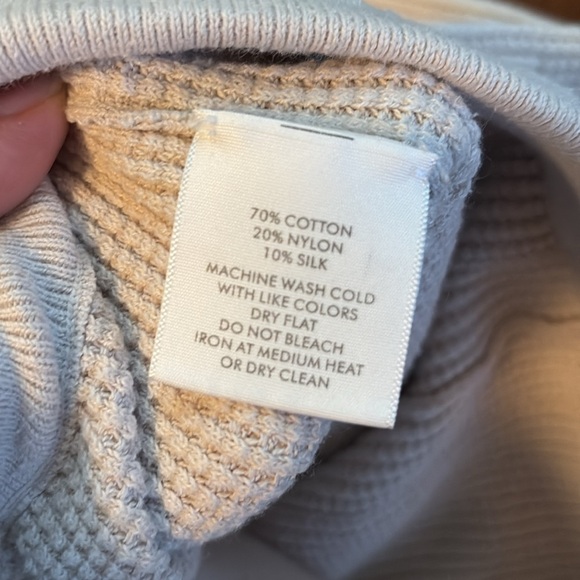 70% COTTON
20% NYLON
10% SILK
MACHINE WASH COLD
WITH LIKE COLORS
DRY FLAT
DO NOT BLEACH
IRON AT MEDIUM HEAT
OR DRY CLEAN